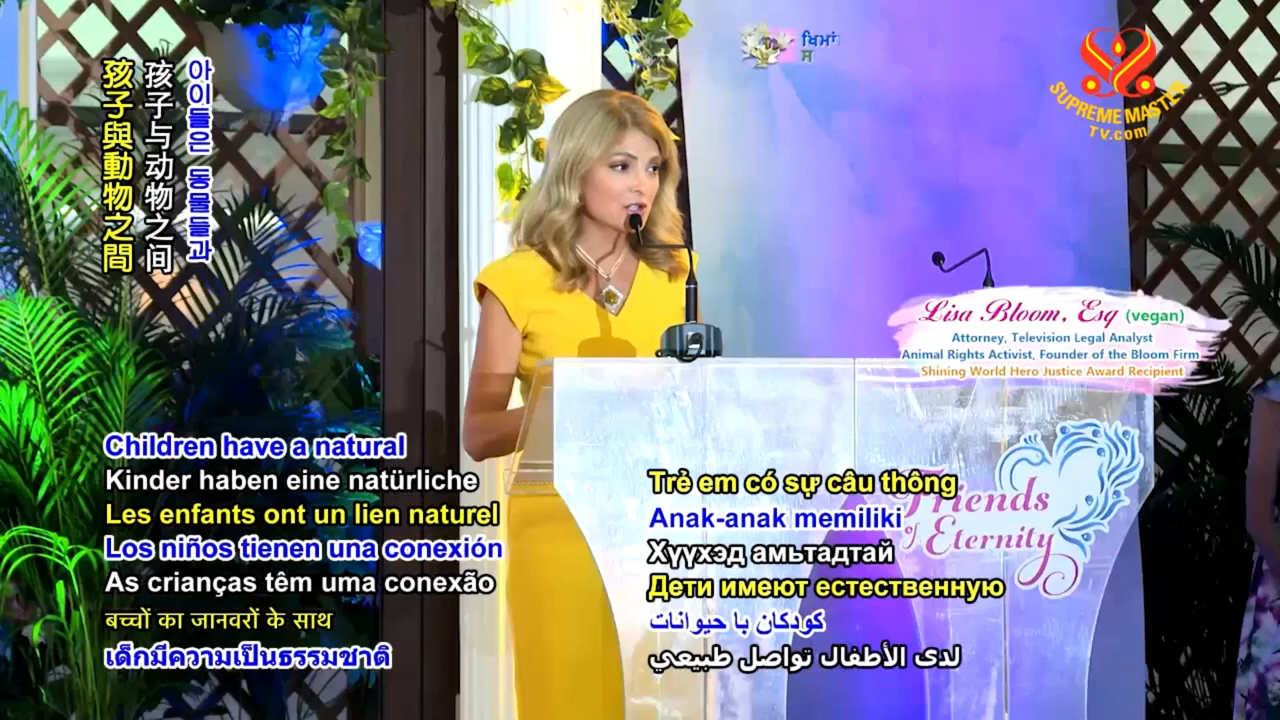 아이들은 동물들과
孩子与动物之间
孩子與動物之間
ਖਿਮਾਂ
ਸ
SUPREME MASTER
TV.com
Lisa Bloom, Esq (vegan)
Attorney, Television Legal Analyst
Animal Rights Activist, Founder of the Bloom Firm
Shining World Hero Justice Award Recipient
Children have a natural
Kinder haben eine natürliche
Les enfants ont un lien naturel
Los niños tienen una conexión
As crianças têm uma conexão
बच्चों का जानवरों के साथ
เด็กมีความเป็นธรรมชาติ
Trẻ em có sự câu thông
Anak-anak memiliki
Хүүхэд амьтадтай
Дети имеют естественную
کودکان با حیوانات
لدى الأطفال تواصل طبيعي
Friends
of Eternity